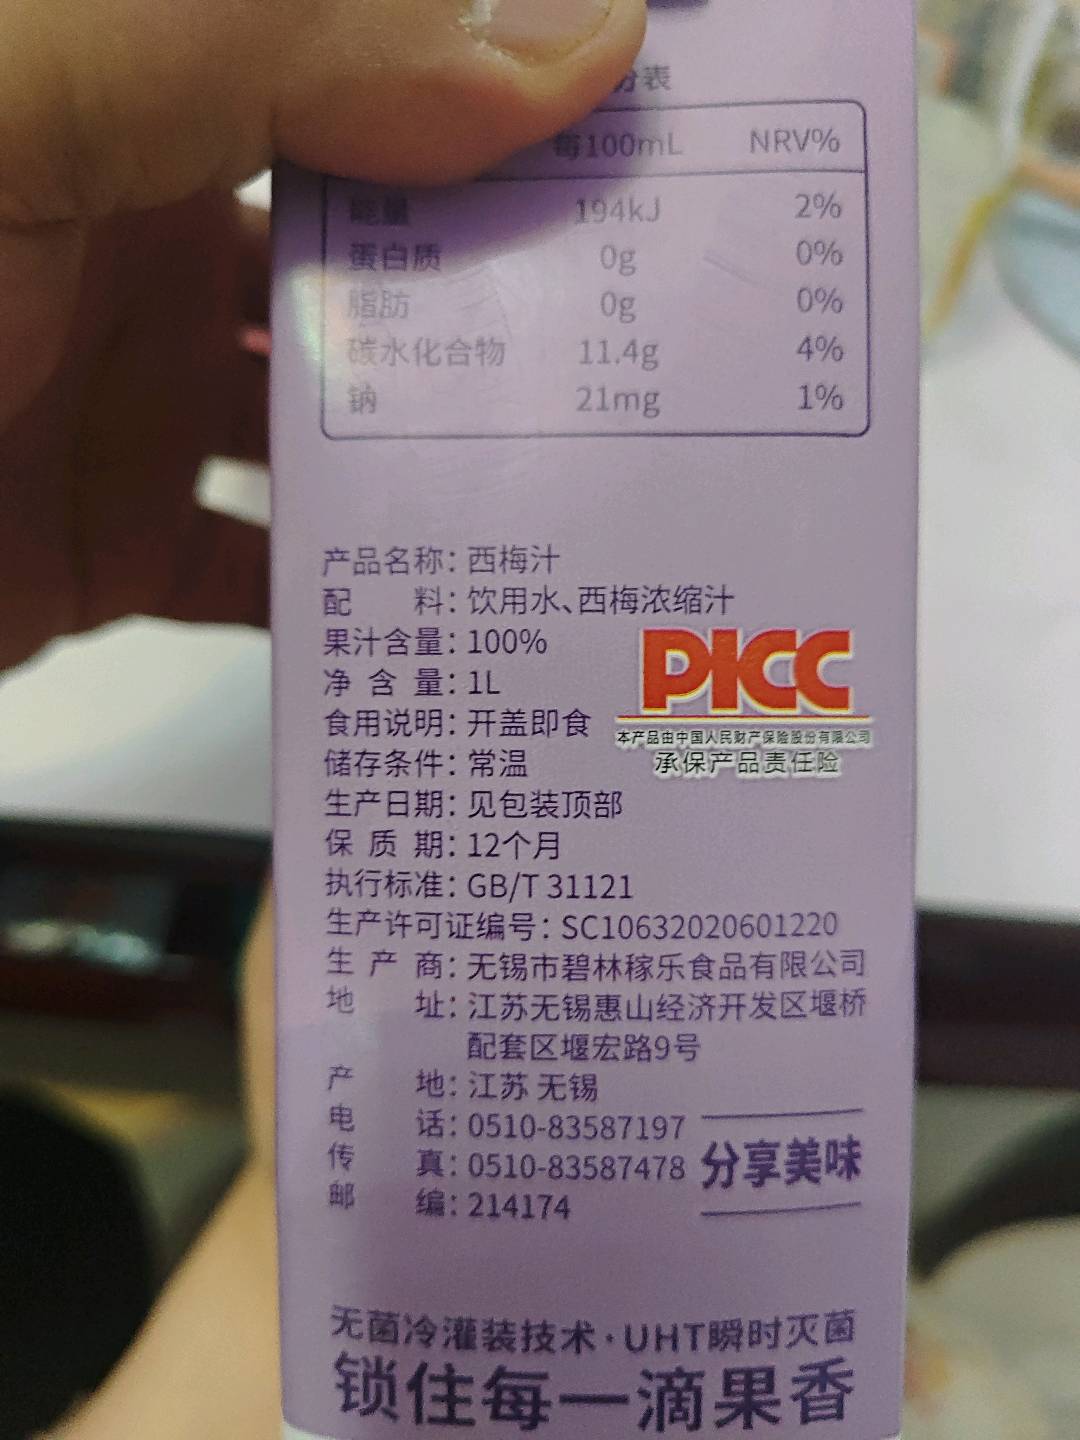 分表
每100mL NRV%
能量 194kJ 2%
蛋白质 0g 0%
脂肪 0g 0%
碳水化合物 11.4g 4%
钠 21mg 1%
产品名称：西梅汁
配料：饮用水、西梅浓缩汁
果汁含量：100%
净含量：1L
食用说明：开盖即食
储存条件：常温
生产日期：见包装顶部
保质期：12个月
执行标准：GB/T 31121
生产许可证编号：SC10632020601220
生产商：无锡市碧林稼乐食品有限公司
地址：江苏无锡惠山经济开发区堰桥
配套区堰宏路9号
产地：江苏 无锡
电话：0510-83587197
传真：0510-83587478
邮编：214174
PICC
本产品由中国人民财产保险股份有限公司
承保产品责任险
分享美味
无菌冷灌装技术·UHT瞬时灭菌
锁住每一滴果香